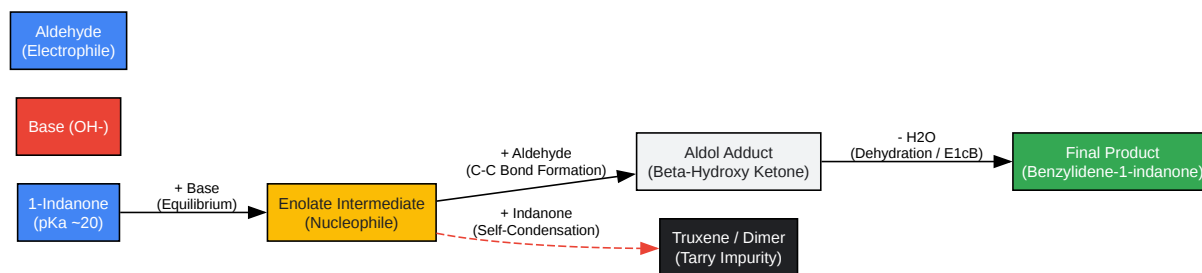 Aldehyde
(Electrophile)
Base (OH-)
1-Indanone
(pKa ~20)
+ Base
(Equilibrium)
Enolate Intermediate
(Nucleophile)
+ Aldehyde
(C-C Bond Formation)
+ Indanone
(Self-Condensation)
Aldol Adduct
(Beta-Hydroxy Ketone)
Truxene / Dimer
(Tarry Impurity)
- H2O
(Dehydration / E1cB)
Final Product
(Benzylidene-1-indanone)